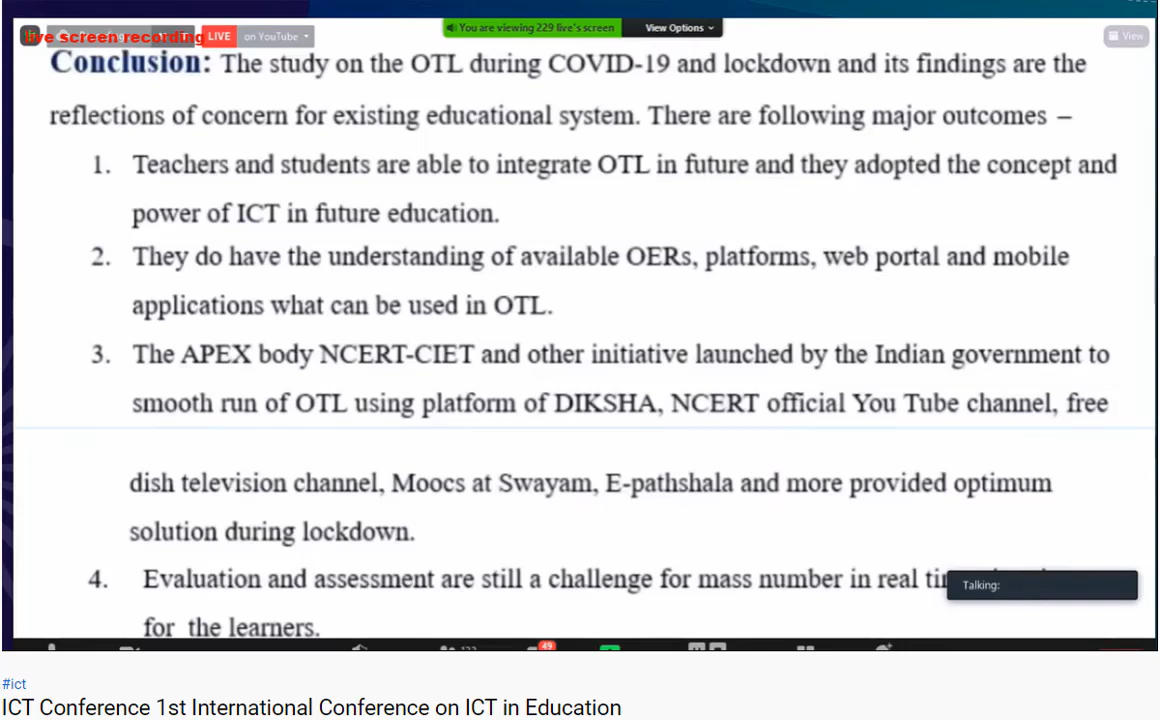 live screen recording
LIVE on YouTube
You are viewing 229 live's screen
View Options
View
Conclusion: The study on the OTL during COVID-19 and lockdown and its findings are the
reflections of concern for existing educational system. There are following major outcomes –
1. Teachers and students are able to integrate OTL in future and they adopted the concept and
power of ICT in future education.
2. They do have the understanding of available OERs, platforms, web portal and mobile
applications what can be used in OTL.
3. The APEX body NCERT-CIET and other initiative launched by the Indian government to
smooth run of OTL using platform of DIKSHA, NCERT official You Tube channel, free
dish television channel, Moocs at Swayam, E-pathshala and more provided optimum
solution during lockdown.
4. Evaluation and assessment are still a challenge for mass number in real
for the learners.
Talking:
49
#ict
ICT Conference 1st International Conference on ICT in Education